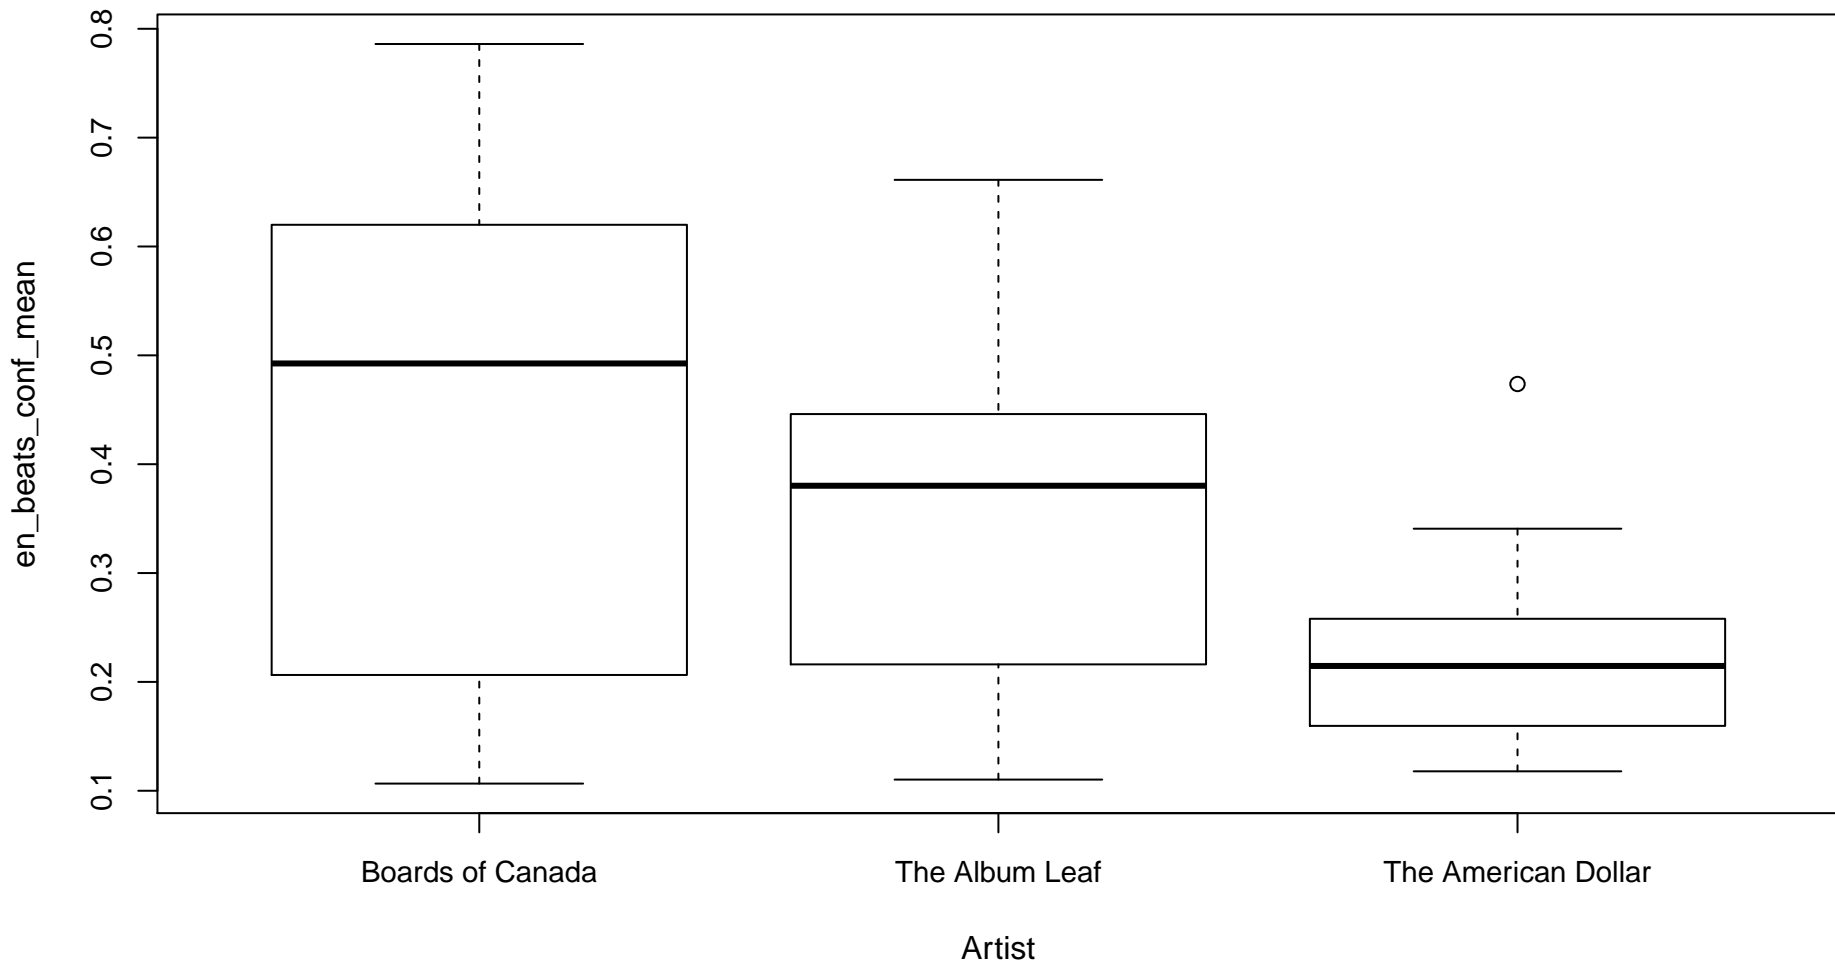 0.8
0.7
0.6
0.5
0.4
0.3
0.2
0.1
en_beats_conf_mean
Boards of Canada
The Album Leaf
The American Dollar
Artist